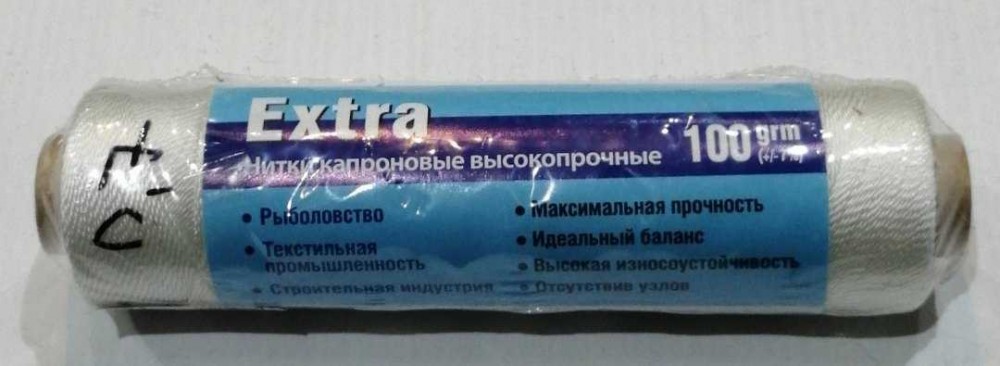 Extra
Нитки капроновые высокопрочные
100 grm
(+/-7%)
• Рыболовство
• Текстильная
промышленность
• Строительная индустрия
• Максимальная прочность
• Идеальный баланс
• Высокая износоустойчивость
• Отсутствие узлов